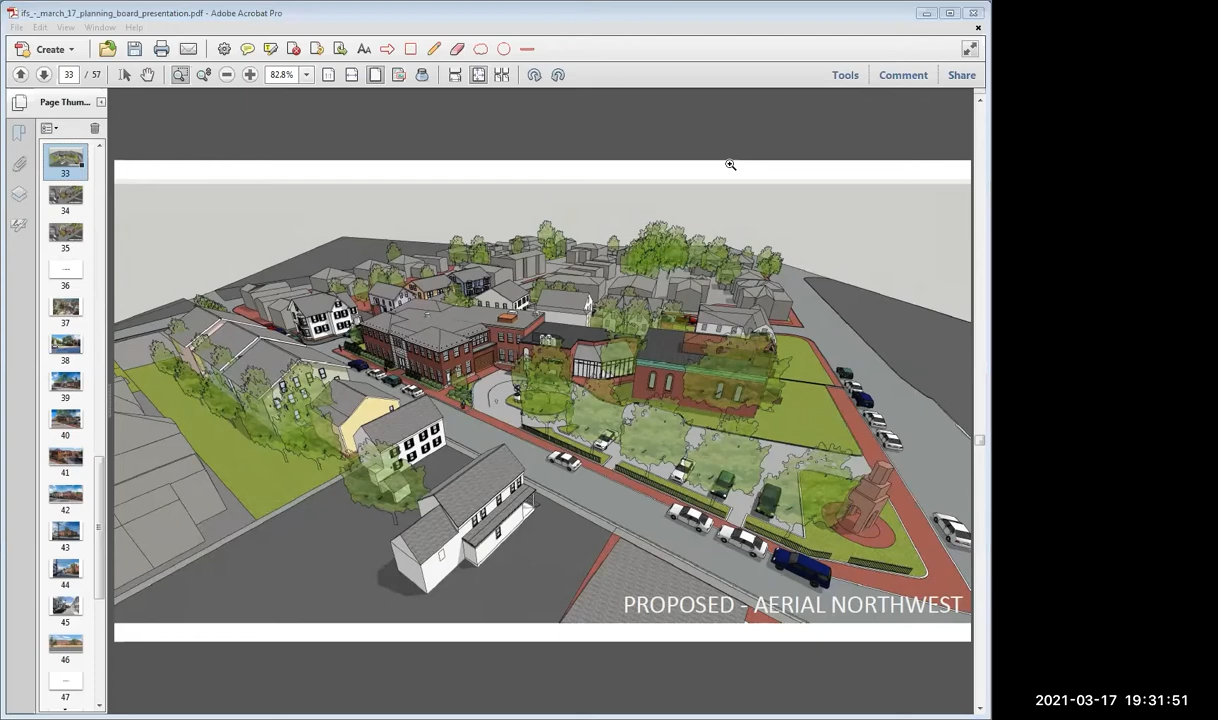 ifs_-_march_17_planning_board_presentation.pdf - Adobe Acrobat Pro
File Edit View Window Help
Create
33 / 57 82.8% Tools Comment Share
Page Thum...
33
34
35
36
37
38
39
40
41
42
43
44
45
46
47
PROPOSED - AERIAL NORTHWEST
2021-03-17 19:31:51